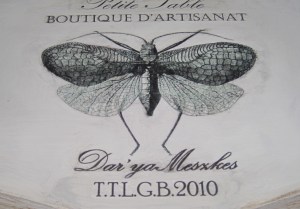 Petite Table
BOUTIQUE D'ARTISANAT
Dar'ya Meszkes
T.T.L.G.B.2010